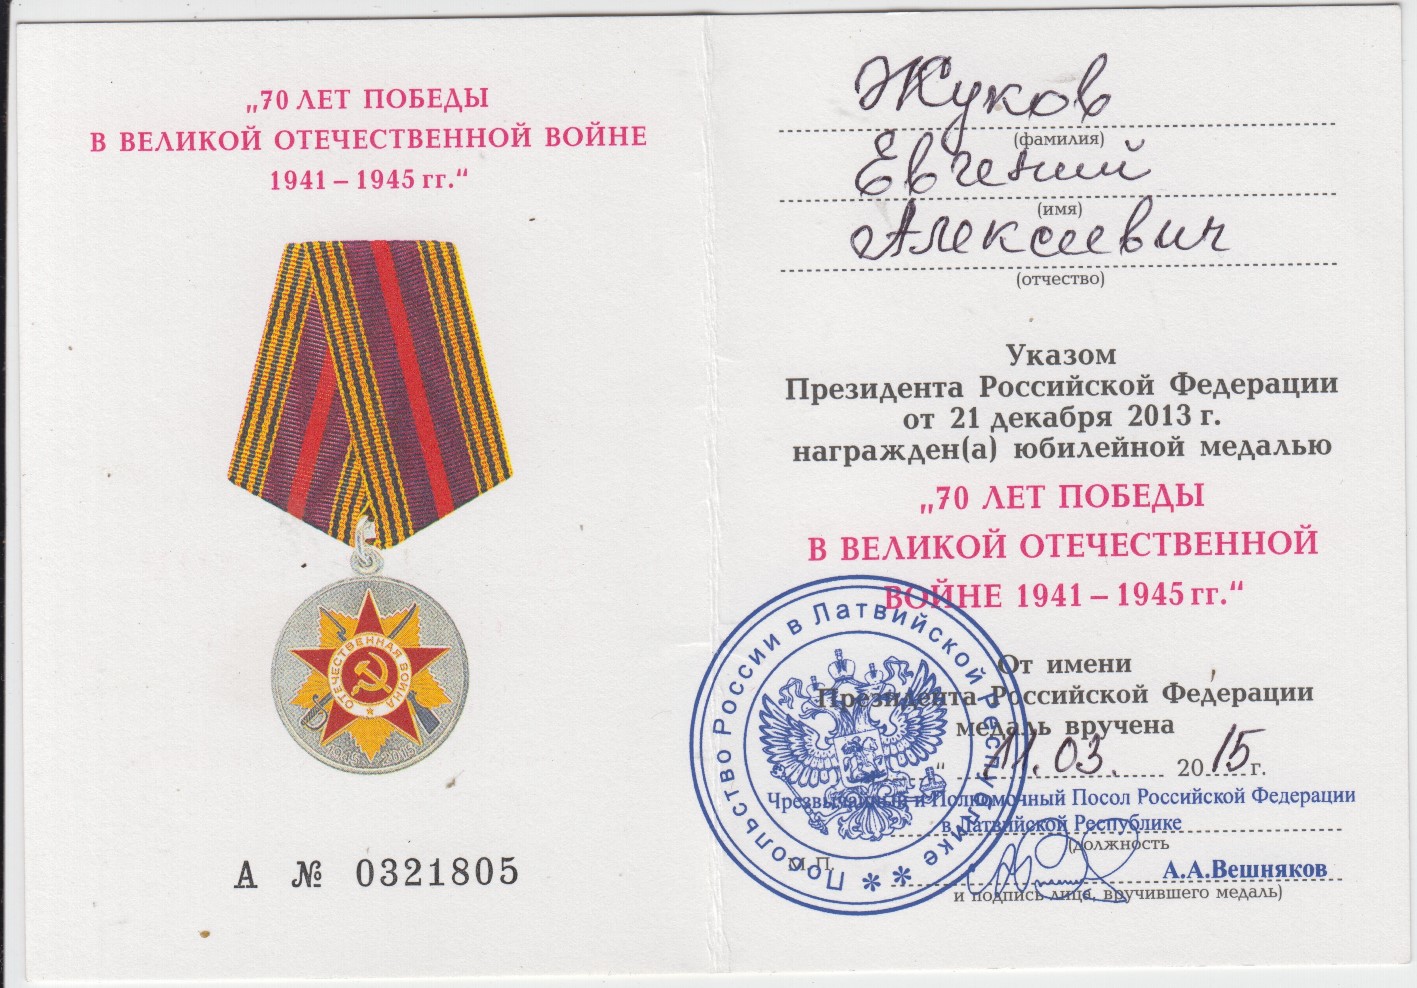 „70 ЛЕТ ПОБЕДЫ
В ВЕЛИКОЙ ОТЕЧЕСТВЕННОЙ ВОЙНЕ
1941 – 1945 гг.“
ОТЕЧЕСТВЕННАЯ ВОЙНА
2015
А № 0321805
Жуков
(фамилия)
Евгений
(имя)
Алексеевич
(отчество)
Указом
Президента Российской Федерации
от 21 декабря 2013 г.
награжден(а) юбилейной медалью
„70 ЛЕТ ПОБЕДЫ
В ВЕЛИКОЙ ОТЕЧЕСТВЕННОЙ
ВОЙНЕ 1941 – 1945 гг.“
От имени
Президента Российской Федерации
медаль вручена
“ 11.03. 2015 г.
Чрезвычайный и Полномочный Посол Российской Федерации
в Латвийской Республике
(должность
М.П.
А.А.Вешняков
и подпись лица, вручившего медаль)
Посольство России в Латвийской Республике **